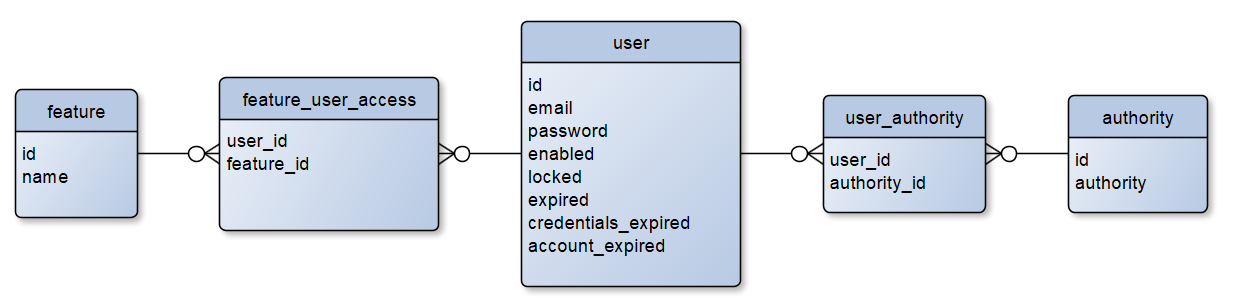 feature
id
name
feature_user_access
user_id
feature_id
user
id
email
password
enabled
locked
expired
credentials_expired
account_expired
user_authority
user_id
authority_id
authority
id
authority